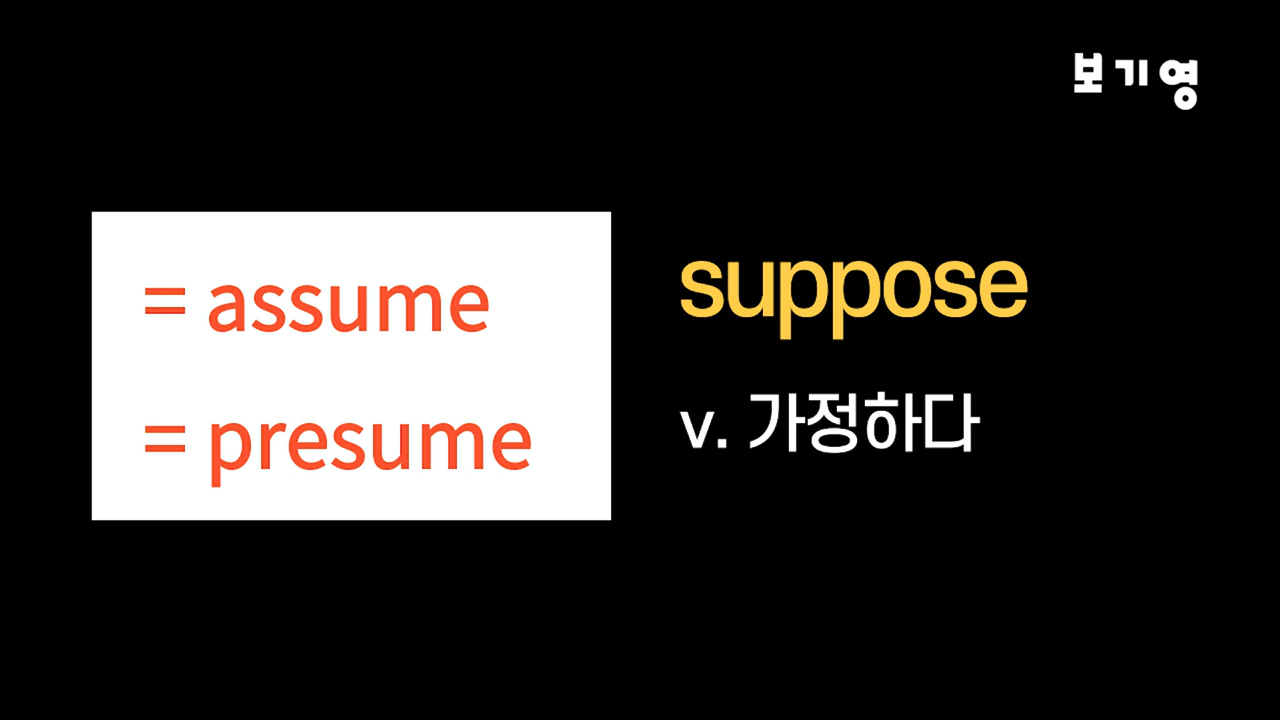 보기영
= assume
= presume
suppose
v. 가정하다